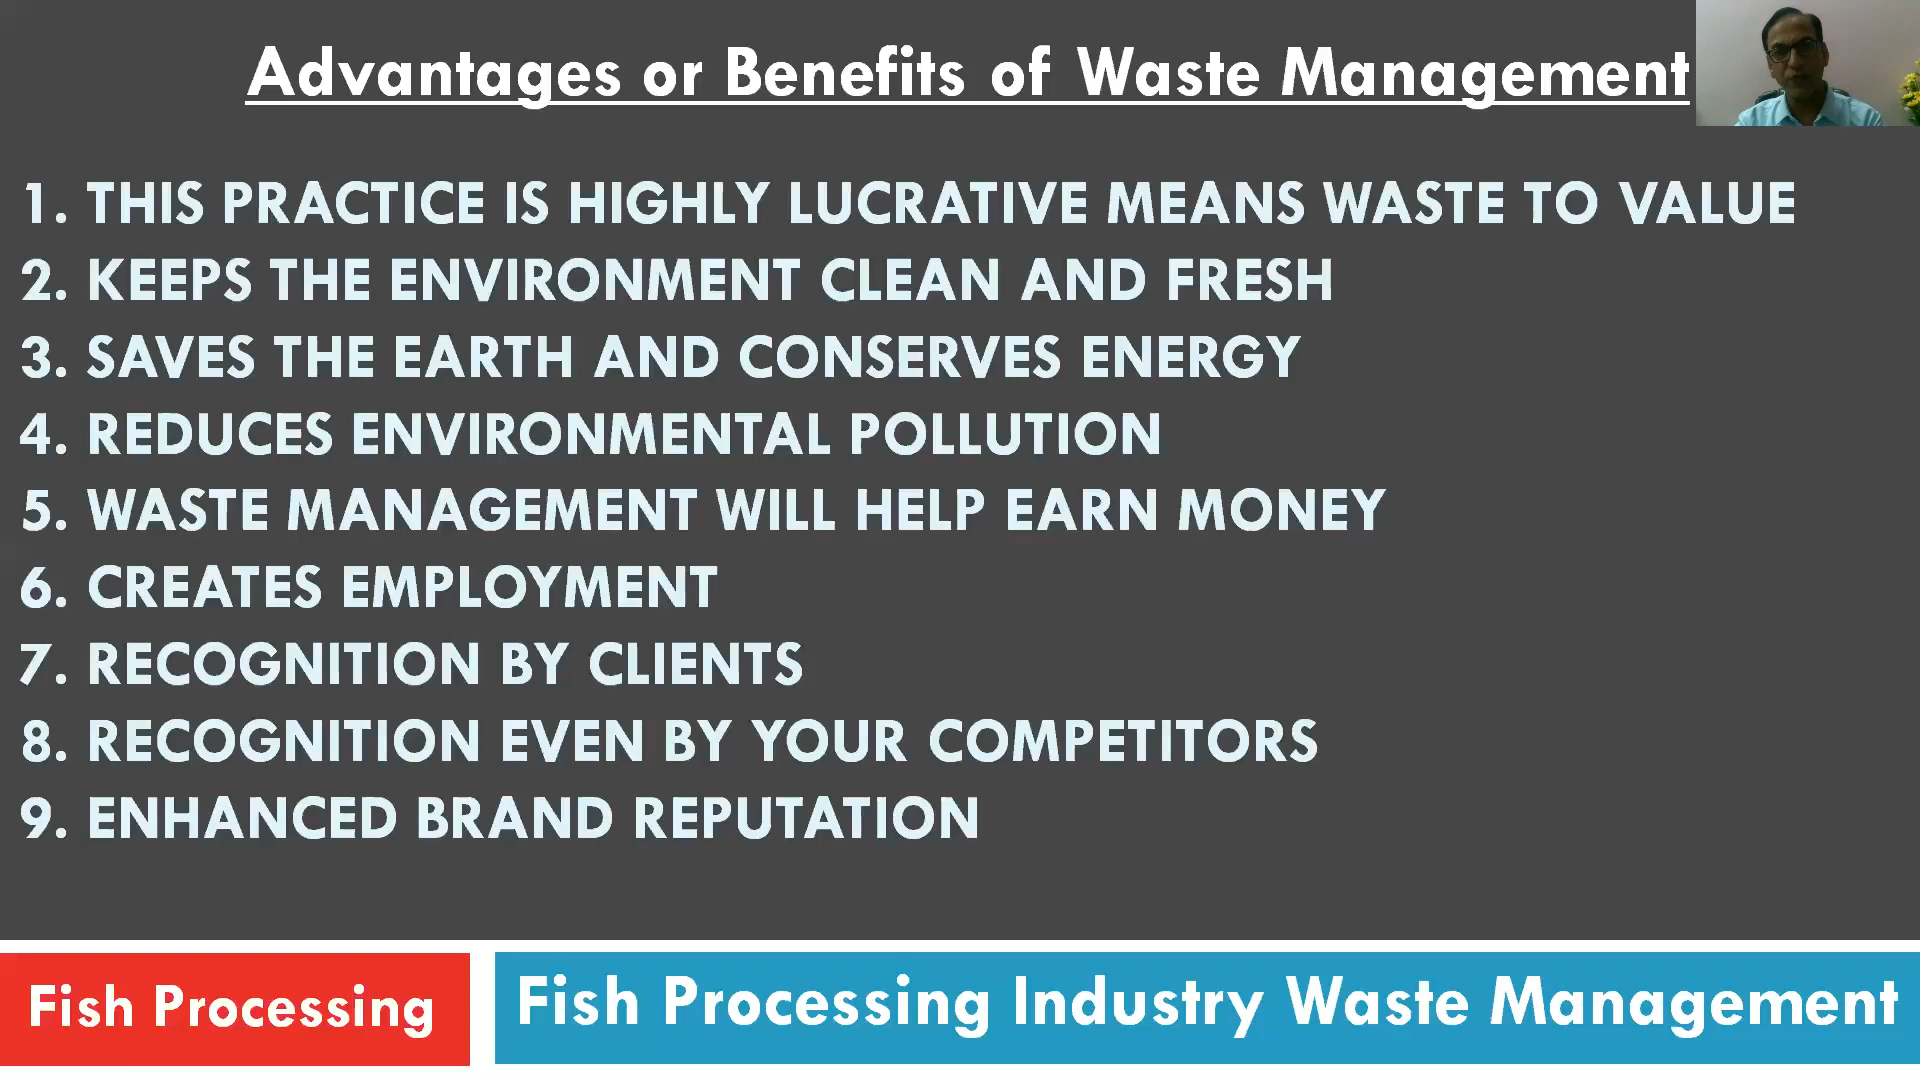 Advantages or Benefits of Waste Management
1. THIS PRACTICE IS HIGHLY LUCRATIVE MEANS WASTE TO VALUE
2. KEEPS THE ENVIRONMENT CLEAN AND FRESH
3. SAVES THE EARTH AND CONSERVES ENERGY
4. REDUCES ENVIRONMENTAL POLLUTION
5. WASTE MANAGEMENT WILL HELP EARN MONEY
6. CREATES EMPLOYMENT
7. RECOGNITION BY CLIENTS
8. RECOGNITION EVEN BY YOUR COMPETITORS
9. ENHANCED BRAND REPUTATION
Fish Processing
Fish Processing Industry Waste Management